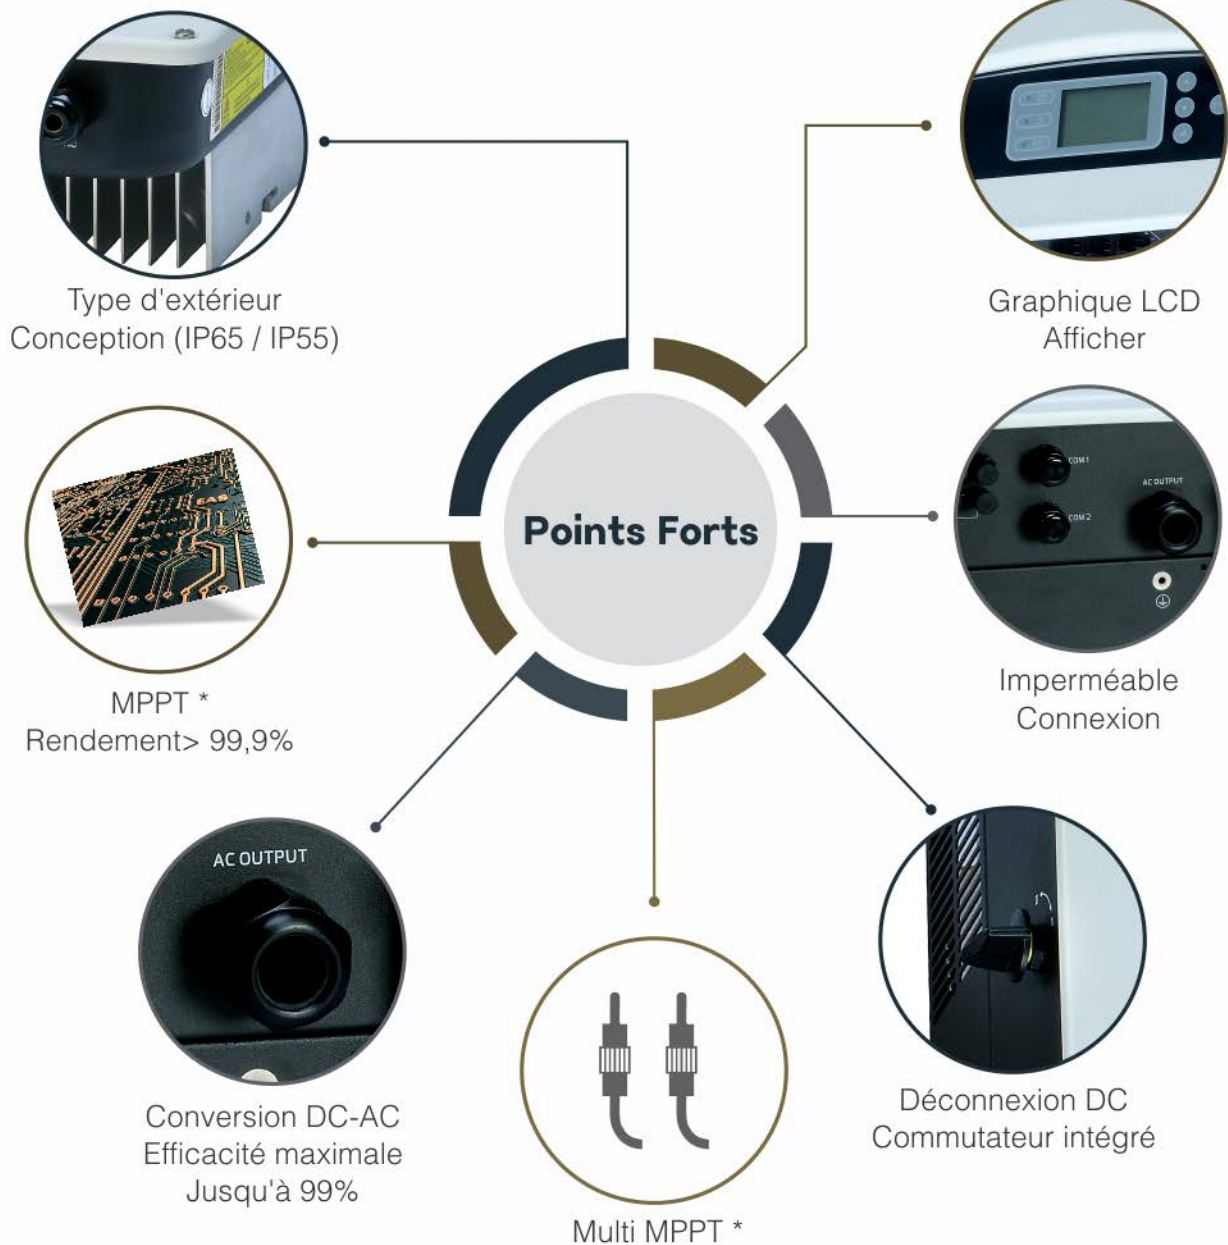 Type d'extérieur
Conception (IP65 / IP55)
Graphique LCD
Afficher
Points Forts
COM 1
COM 2
AC OUTPUT
MPPT *
Rendement> 99,9%
Imperméable
Connexion
AC OUTPUT
Conversion DC-AC
Efficacité maximale
Jusqu'à 99%
Déconnexion DC
Commutateur intégré
Multi MPPT *